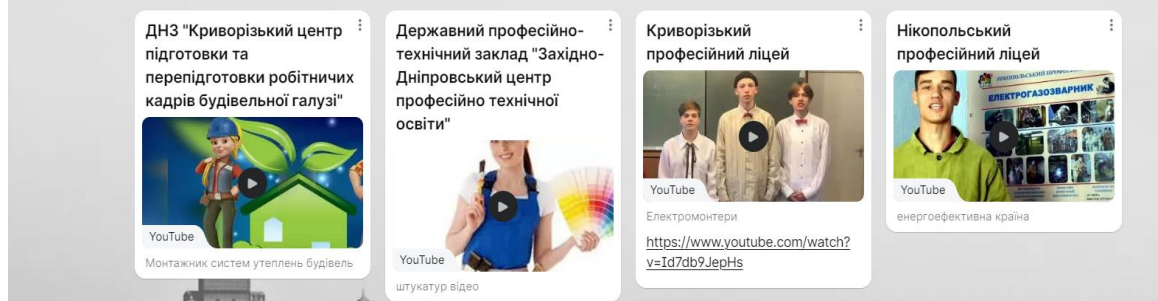 ДНЗ "Криворізький центр
підготовки та
перепідготовки робітничих
кадрів будівельної галузі"
YouTube
Монтажник систем утеплень будівель
Державний професійно-
технічний заклад "Західно-
Дніпровський центр
професійно технічної
освіти"
YouTube
штукатур відео
Криворізький
професійний ліцей
YouTube
Електромонтери
https://www.youtube.com/watch?
v=Id7db9JepHs
Нікопольський
професійний ліцей
НІКОПОЛЬСЬКИЙ ПРОФЕСІЙНИЙ
ЕЛЕКТРОГАЗОЗВАРНИК
YouTube
енергоефективна країна